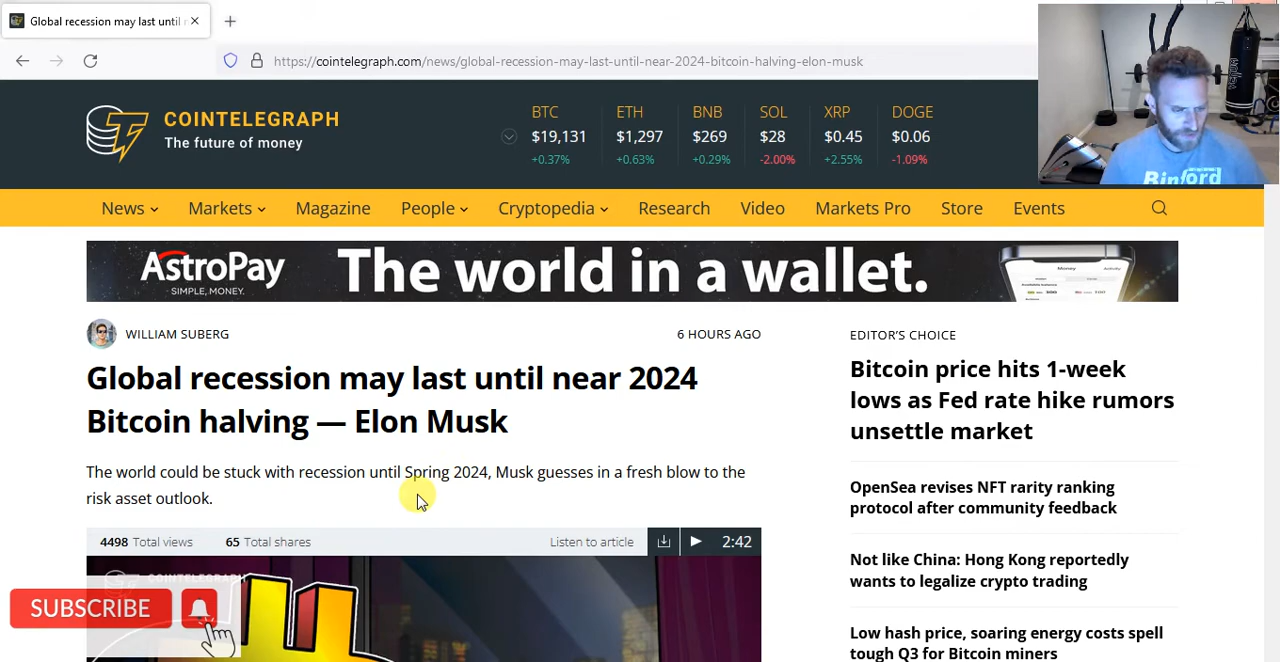 Global recession may last until
https://cointelegraph.com/news/global-recession-may-last-until-near-2024-bitcoin-halving-elon-musk
COINTELEGRAPH
The future of money
BTC ETH BNB SOL XRP DOGE
$19,131 $1,297 $269 $28 $0.45 $0.06
+0.37% +0.63% +0.29% -2.00% +2.55% -1.09%
Binford
News Markets Magazine People Cryptopedia Research Video Markets Pro Store Events
AstroPay
SIMPLE, MONEY.
The world in a wallet.
WILLIAM SUBERG 6 HOURS AGO
Global recession may last until near 2024
Bitcoin halving — Elon Musk
The world could be stuck with recession until Spring 2024, Musk guesses in a fresh blow to the
risk asset outlook.
4498 Total views 65 Total shares Listen to article 2:42
COINTELEGRAPH
SUBSCRIBE
EDITOR'S CHOICE
Bitcoin price hits 1-week
lows as Fed rate hike rumors
unsettle market
OpenSea revises NFT rarity ranking
protocol after community feedback
Not like China: Hong Kong reportedly
wants to legalize crypto trading
Low hash price, soaring energy costs spell
tough Q3 for Bitcoin miners